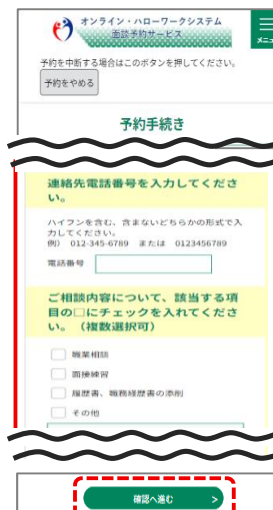 オンライン・ハローワークシステム
面談予約サービス
メニュー
予約を中断する場合はこのボタンを押してください。
予約をやめる
予約手続き
連絡先電話番号を入力してくださ
い。
ハイフンを含む、含まないどちらかの形式で入
力してください。
例) 012-345-6789 または 0123456789
電話番号
ご相談内容について、該当する項
目の□にチェックを入れてくださ
い。（複数選択可）
職業相談
面接練習
履歴書、職務経歴書の添削
その他
確認へ進む >